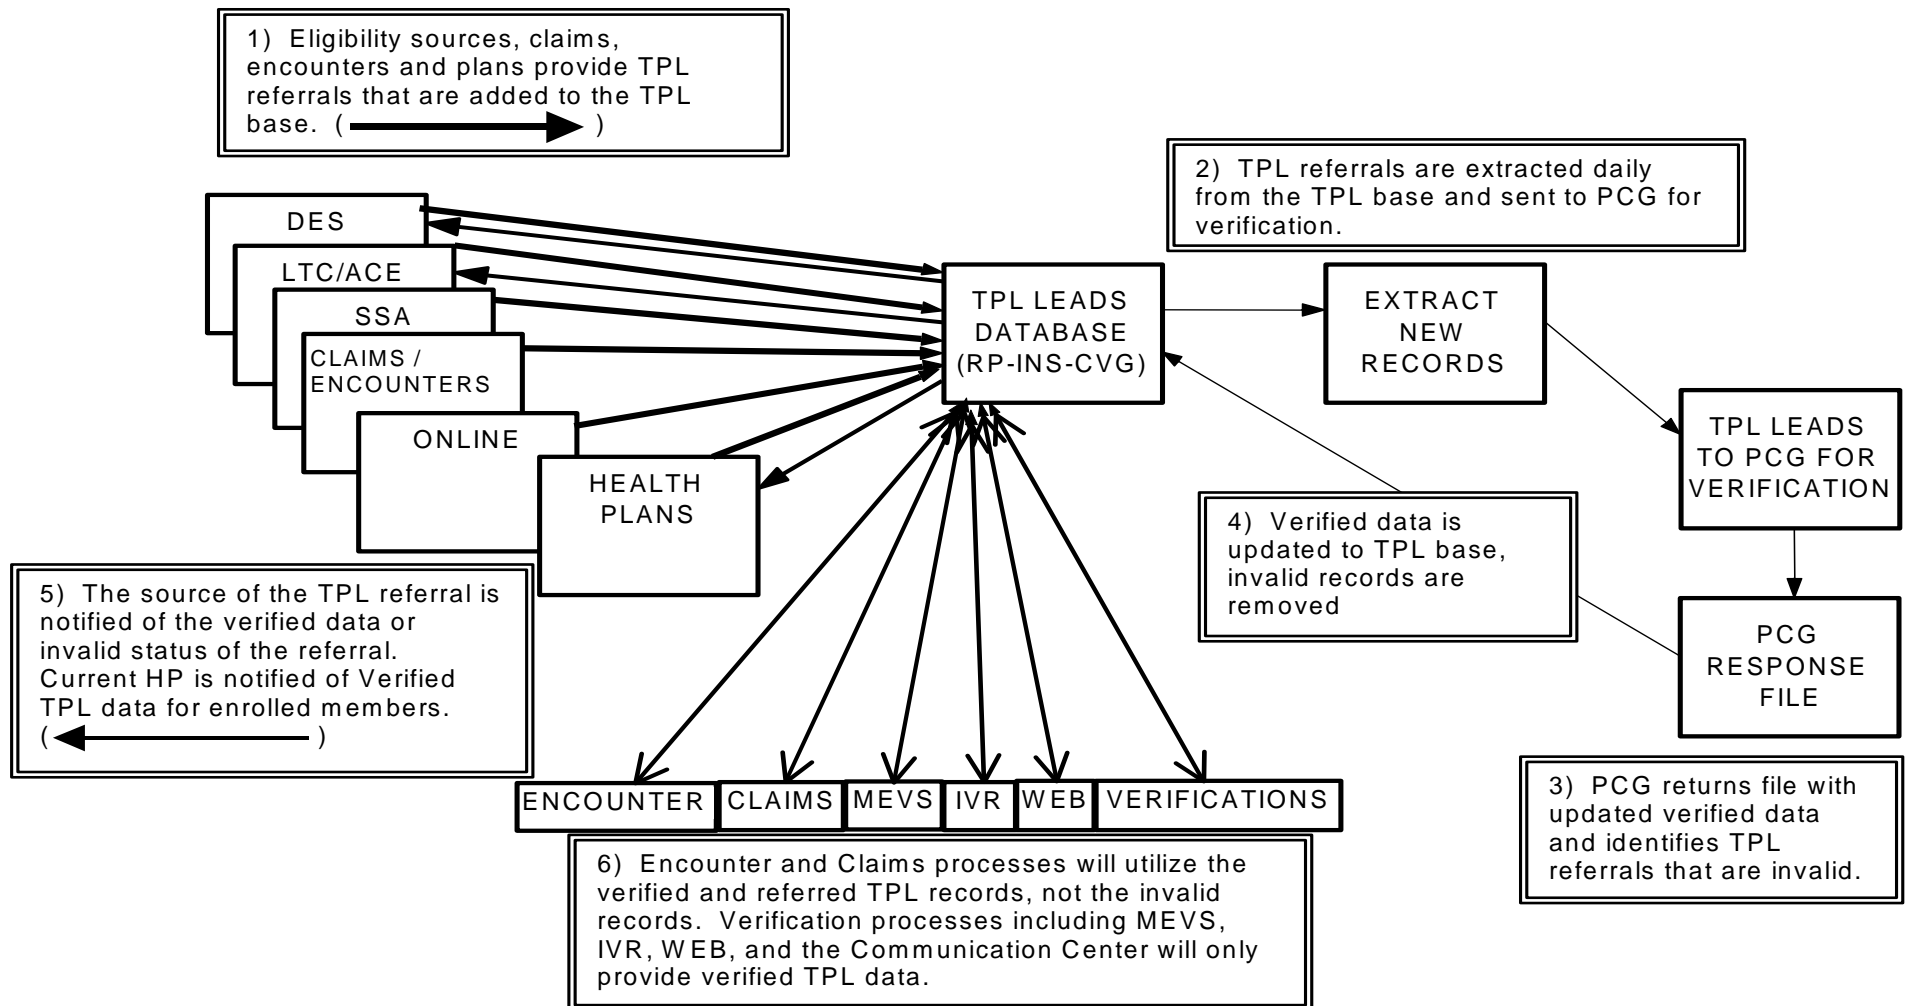 1) Eligibility sources, claims,
encounters and plans provide TPL
referrals that are added to the TPL
base. ( )
2) TPL referrals are extracted daily
from the TPL base and sent to PCG for
verification.
DES
LTC/ACE
SSA
CLAIMS /
ENCOUNTERS
ONLINE
HEALTH
PLANS
TPL LEADS
DATABASE
(RP-INS-CVG)
EXTRACT
NEW
RECORDS
TPL LEADS
TO PCG FOR
VERIFICATION
4) Verified data is
updated to TPL base,
invalid records are
removed
PCG
RESPONSE
FILE
5) The source of the TPL referral is
notified of the verified data or
invalid status of the referral.
Current HP is notified of Verified
TPL data for enrolled members.
( )
3) PCG returns file with
updated verified data
and identifies TPL
referrals that are invalid.
ENCOUNTER CLAIMS MEVS IVR WEB VERIFICATIONS
6) Encounter and Claims processes will utilize the
verified and referred TPL records, not the invalid
records. Verification processes including MEVS,
IVR, WEB, and the Communication Center will only
provide verified TPL data.